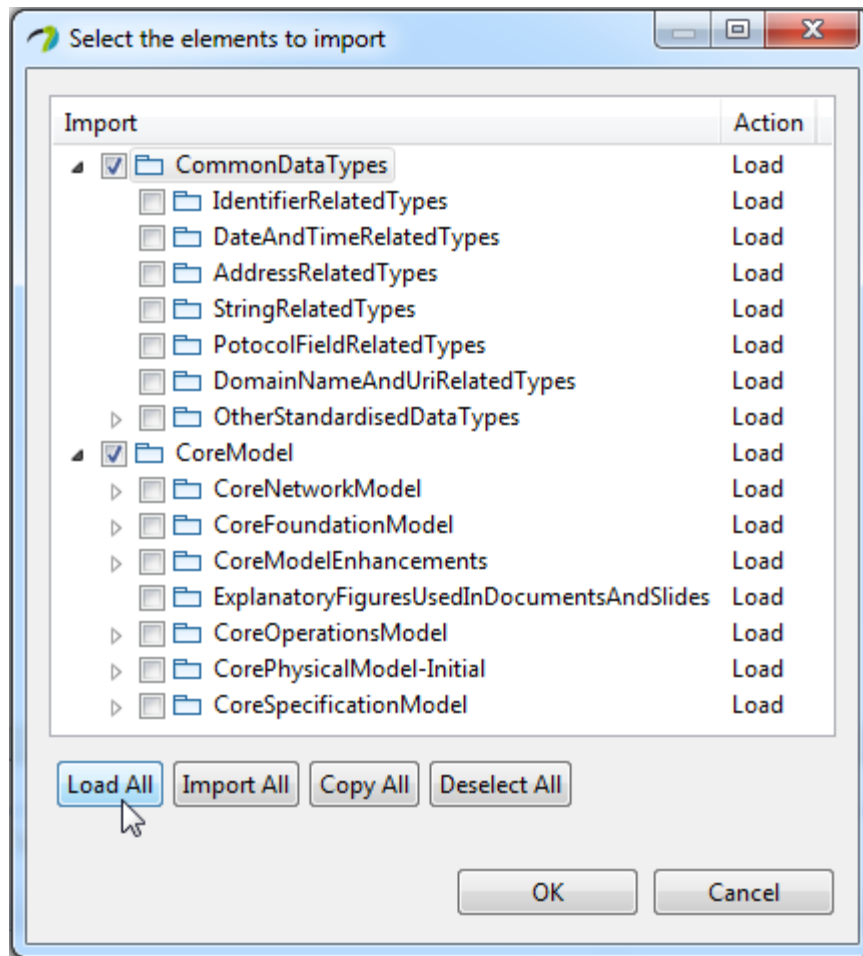 Select the elements to import
Import Action
CommonDataTypes Load
IdentifierRelatedTypes Load
DateAndTimeRelatedTypes Load
AddressRelatedTypes Load
StringRelatedTypes Load
PotocolFieldRelatedTypes Load
DomainNameAndUriRelatedTypes Load
OtherStandardisedDataTypes Load
CoreModel Load
CoreNetworkModel Load
CoreFoundationModel Load
CoreModelEnhancements Load
ExplanatoryFiguresUsedInDocumentsAndSlides Load
CoreOperationsModel Load
CorePhysicalModel-Initial Load
CoreSpecificationModel Load
Load All Import All Copy All Deselect All
OK Cancel